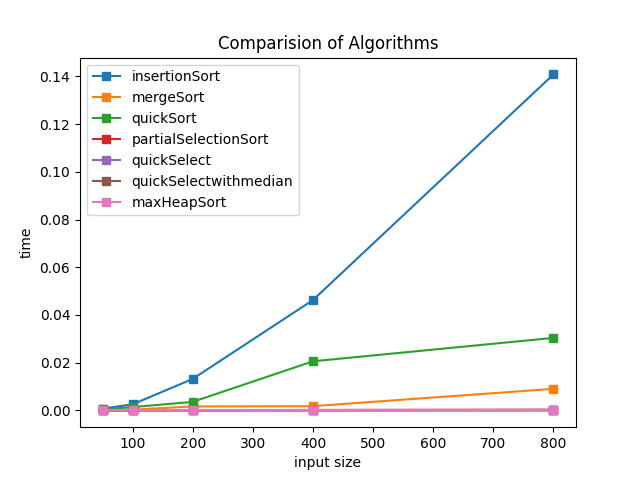 Comparision of Algorithms
insertionSort
mergeSort
quickSort
partialSelectionSort
quickSelect
quickSelectwithmedian
maxHeapSort
time
0.14
0.12
0.10
0.08
0.06
0.04
0.02
0.00
100 200 300 400 500 600 700 800
input size